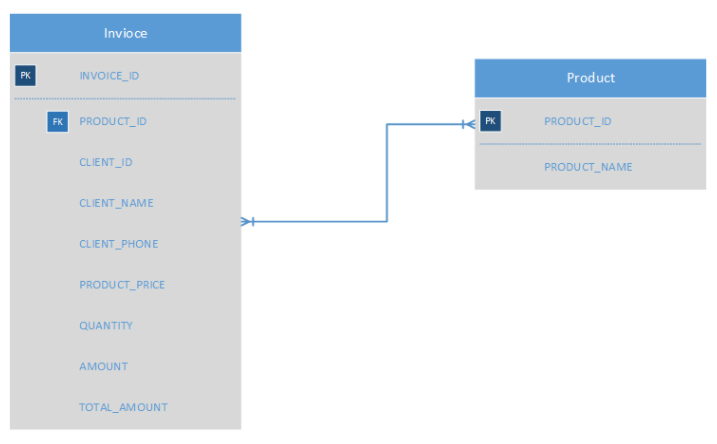 Invioce
PK INVOICE_ID
FK PRODUCT_ID
CLIENT_ID
CLIENT_NAME
CLIENT_PHONE
PRODUCT_PRICE
QUANTITY
AMOUNT
TOTAL_AMOUNT
Product
PK PRODUCT_ID
PRODUCT_NAME